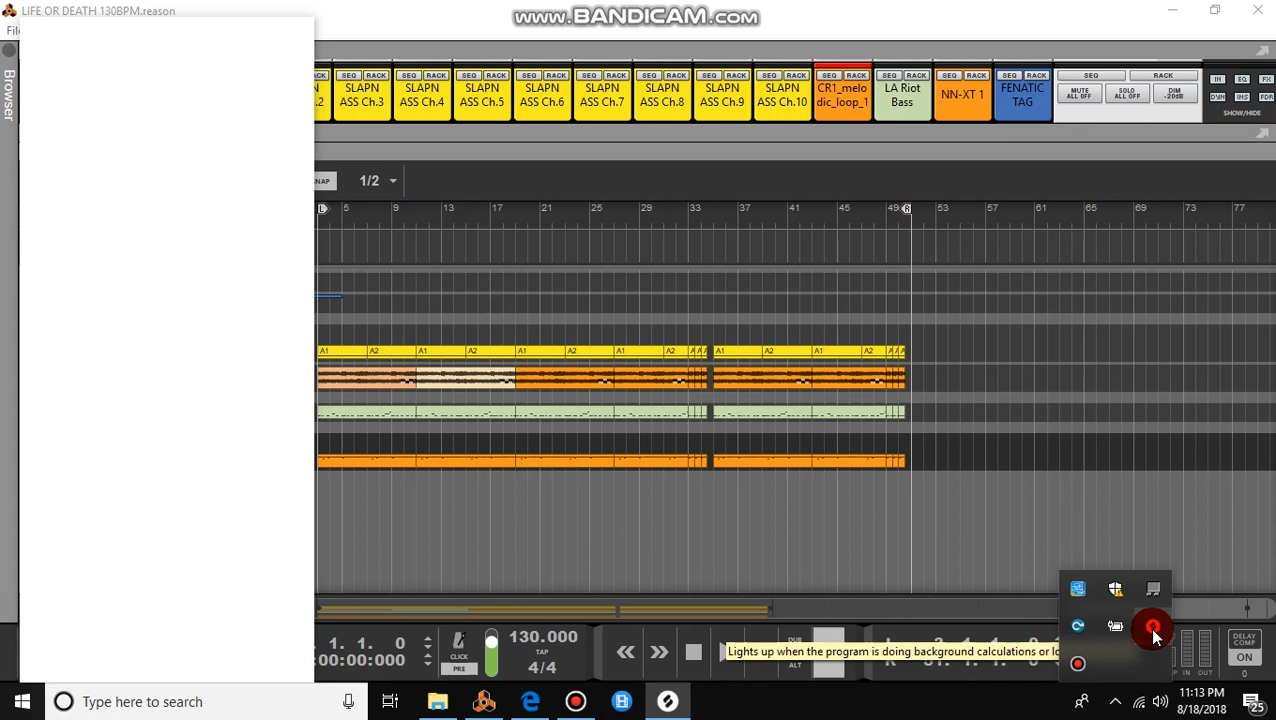 LIFE OR DEATH 130BPM.reason
www.BANDICAM.com
Browser
SEQ RACK SEQ RACK SEQ RACK SEQ RACK SEQ RACK SEQ RACK SEQ RACK SEQ RACK SEQ RACK SEQ RACK SEQ RACK SEQ RACK SEQ RACK
SLAPN ASS Ch.3
SLAPN ASS Ch.4
SLAPN ASS Ch.5
SLAPN ASS Ch.6
SLAPN ASS Ch.7
SLAPN ASS Ch.8
SLAPN ASS Ch.9
SLAPN ASS Ch.10
CR1_melo dic_loop_1
LA Riot Bass
NN-XT 1
FENATIC TAG
MUTE ALL OFF
SOLO ALL OFF
DIM -20dB
IN EQ FX
DYN INS FDR
SHOW/HIDE
1/2
L 5 9 13 17 21 25 29 33 37 41 45 49 R 53 57 61 65 69 73 77
A1 A2 A1 A2 A1 A2 A1 A2 A1 A2 A1 A2
1. 1. 0
0:00:00:000
CLICK
PRE
130.000
TAP
4/4
DUB
ALT
Lights up when the program is doing background calculations or lo
IN OUT
DELAY COMP
ON
0
Type here to search
11:13 PM
8/18/2018
25